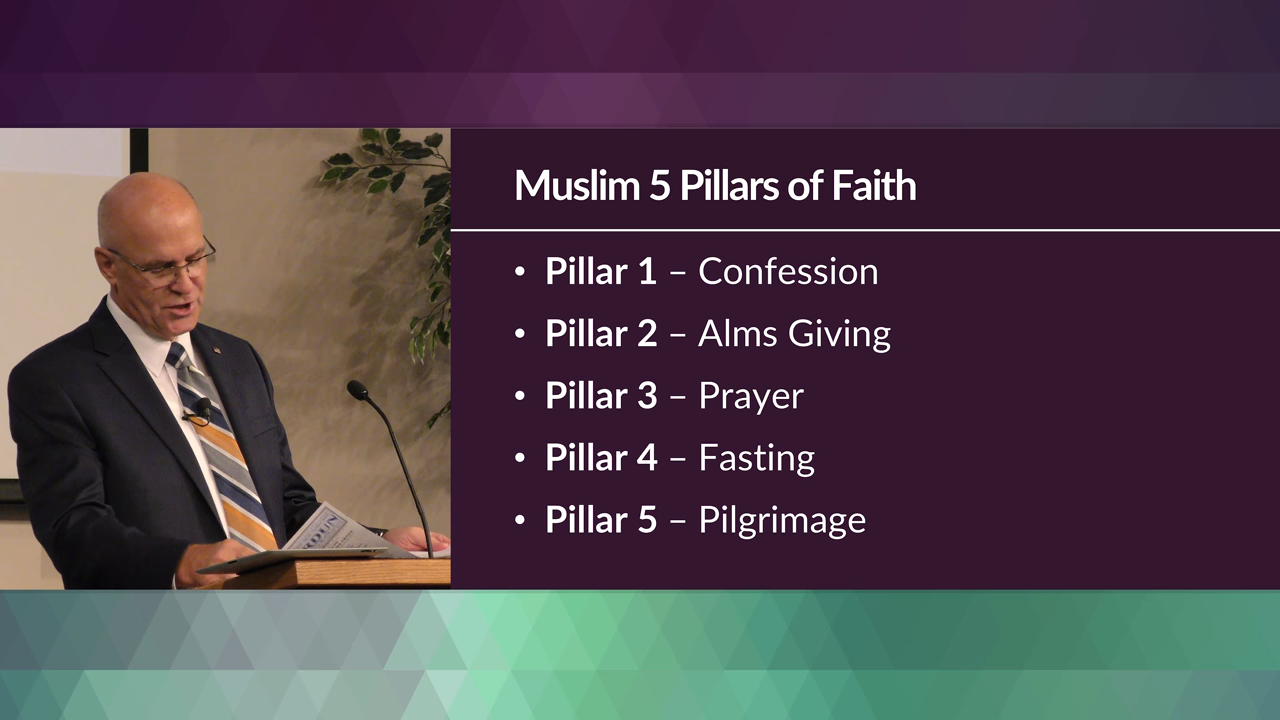 Muslim 5 Pillars of Faith
• Pillar 1 – Confession
• Pillar 2 – Alms Giving
• Pillar 3 – Prayer
• Pillar 4 – Fasting
• Pillar 5 – Pilgrimage